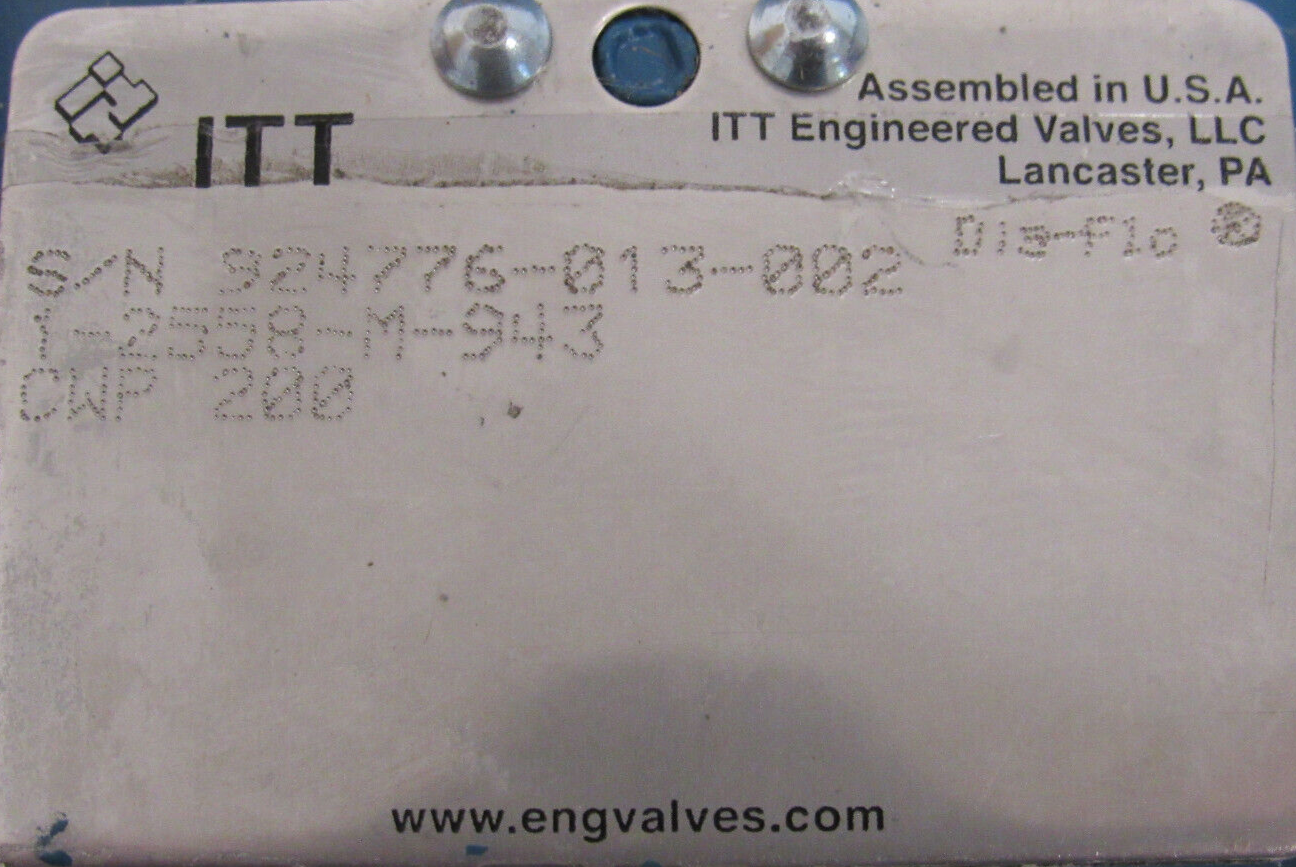 Assembled in U.S.A.
ITT
ITT Engineered Valves, LLC
Lancaster, PA
Dia-Flo ®
S/N 924776-013-002
1-2558-M-943
CWP 200
www.engvalves.com